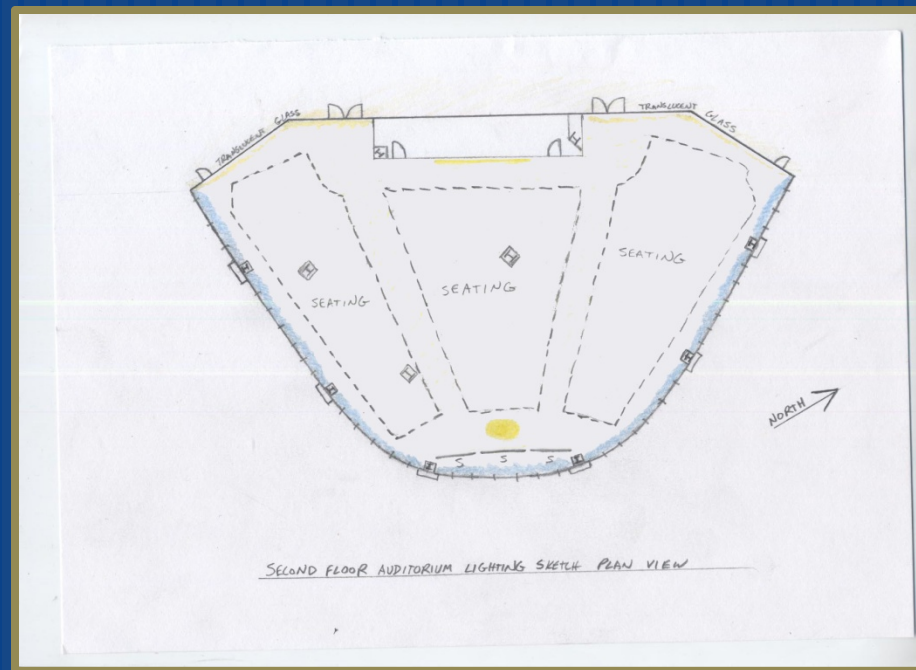 TRANSLUCENT GLASS
TRANSLUCENT GLASS
SEATING
SEATING
SEATING
NORTH
S S S
SECOND FLOOR AUDITORIUM LIGHTING SKETCH PLAN VIEW